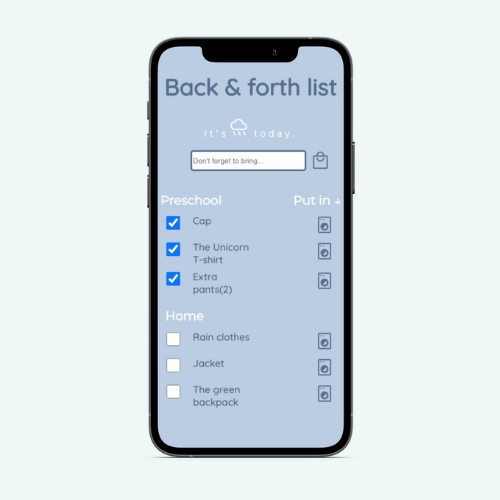 Back & forth list
It's today.
Don't forget to bring...
Preschool Put in ↓
Cap
The Unicorn
T-shirt
Extra
pants(2)
Home
Rain clothes
Jacket
The green
backpack